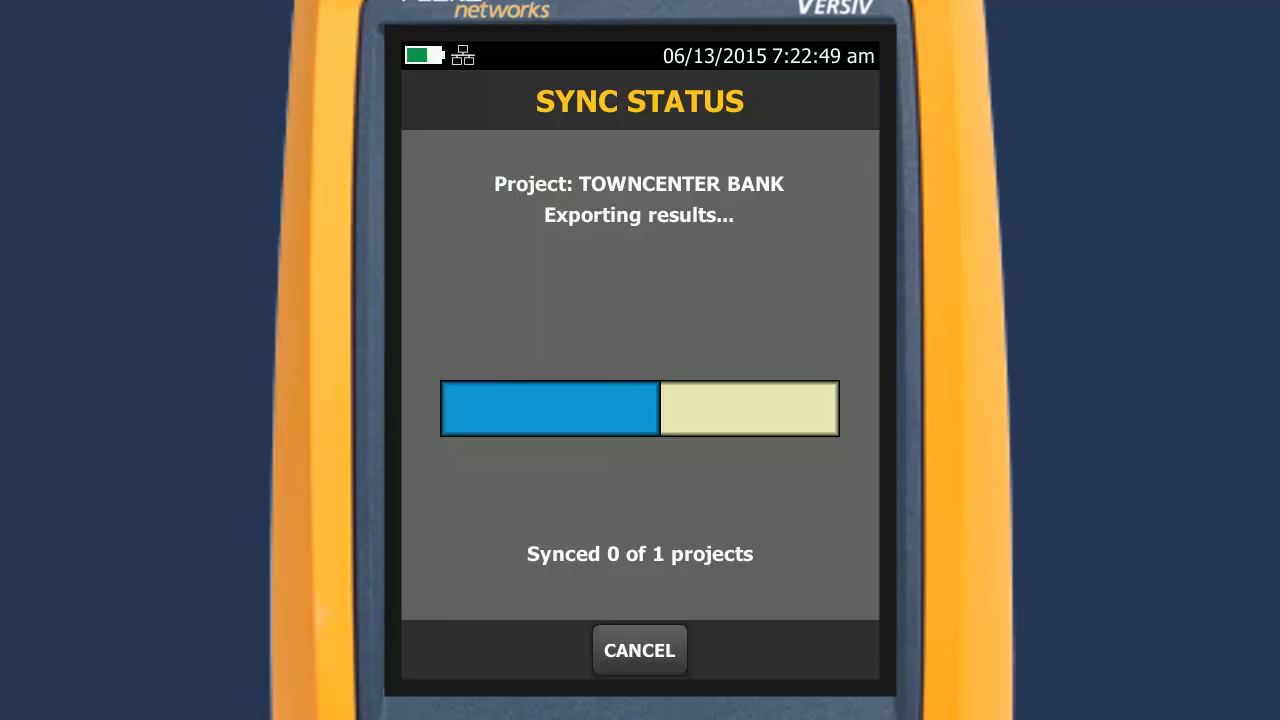 networks
VERSIV
06/13/2015 7:22:49 am
SYNC STATUS
Project: TOWNCENTER BANK
Exporting results...
Synced 0 of 1 projects
CANCEL